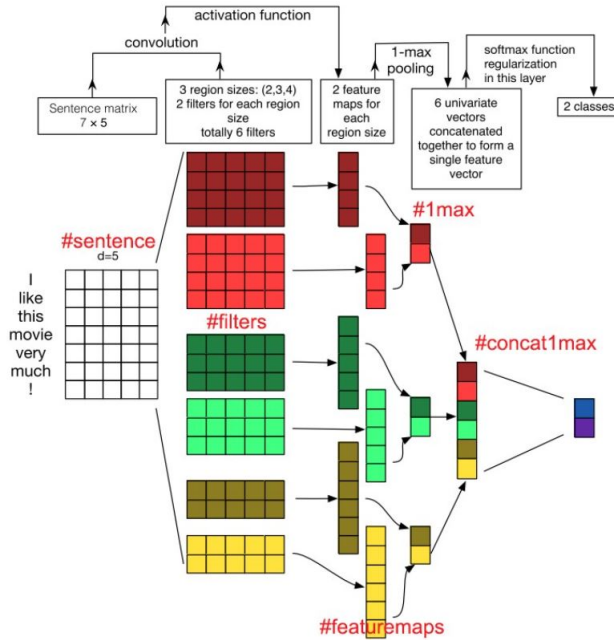 activation function
convolution
1-max
pooling
softmax function
regularization
in this layer
Sentence matrix
7 × 5
3 region sizes: (2,3,4)
2 filters for each region
size
totally 6 filters
2 feature
maps for
each
region size
6 univariate
vectors
concatenated
together to form a
single feature
vector
2 classes
#sentence
d=5
I
like
this
movie
very
much
!
#filters
#1max
#concat1max
#featuremaps